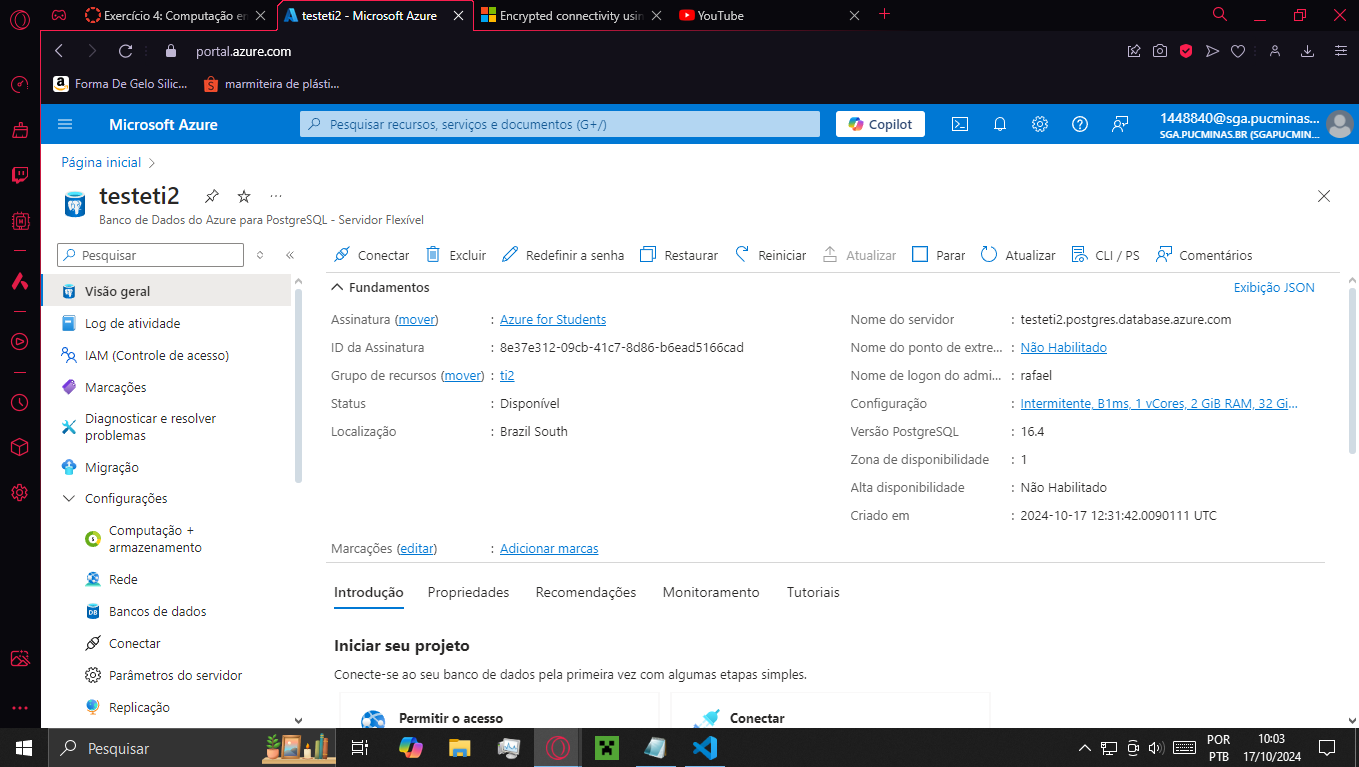 Exercício 4: Computação em
testeti2 - Microsoft Azure
Encrypted connectivity usin
YouTube
portal.azure.com
Forma De Gelo Silic...
marmiteira de plásti...
Microsoft Azure
Pesquisar recursos, serviços e documentos (G+/)
Copilot
1448840@sga.pucminas...
SGA.PUCMINAS.BR (SGAPUCMIN...
Página inicial
testeti2
Banco de Dados do Azure para PostgreSQL - Servidor Flexível
Pesquisar
Conectar
Excluir
Redefinir a senha
Restaurar
Reiniciar
Atualizar
Parar
Atualizar
CLI / PS
Comentários
Visão geral
Log de atividade
IAM (Controle de acesso)
Marcações
Diagnosticar e resolver
problemas
Migração
Configurações
Computação +
armazenamento
Rede
Bancos de dados
Conectar
Parâmetros do servidor
Replicação
Fundamentos
Exibição JSON
Assinatura (mover) : Azure for Students
ID da Assinatura : 8e37e312-09cb-41c7-8d86-b6ead5166cad
Grupo de recursos (mover) : ti2
Status : Disponível
Localização : Brazil South
Nome do servidor : testeti2.postgres.database.azure.com
Nome do ponto de extre... : Não Habilitado
Nome de logon do admi... : rafael
Configuração : Intermitente, B1ms, 1 vCores, 2 GiB RAM, 32 Gi...
Versão PostgreSQL : 16.4
Zona de disponibilidade : 1
Alta disponibilidade : Não Habilitado
Criado em : 2024-10-17 12:31:42.0090111 UTC
Marcações (editar) : Adicionar marcas
Introdução
Propriedades
Recomendações
Monitoramento
Tutoriais
Iniciar seu projeto
Conecte-se ao seu banco de dados pela primeira vez com algumas etapas simples.
Permitir o acesso
Conectar
Pesquisar
POR
PTB
10:03
17/10/2024